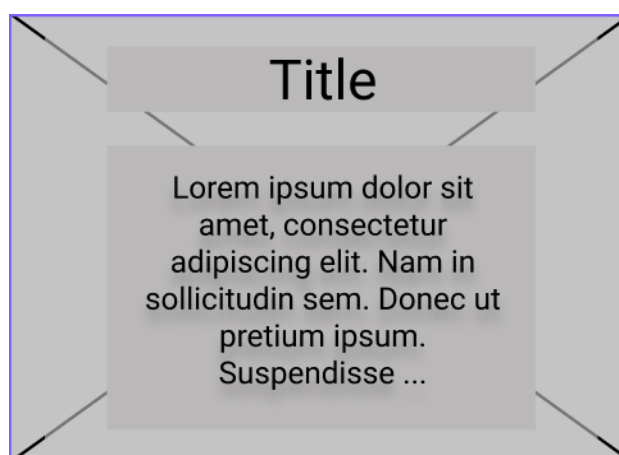 Title
Lorem ipsum dolor sit
amet, consectetur
adipiscing elit. Nam in
sollicitudin sem. Donec ut
pretium ipsum.
Suspendisse ...